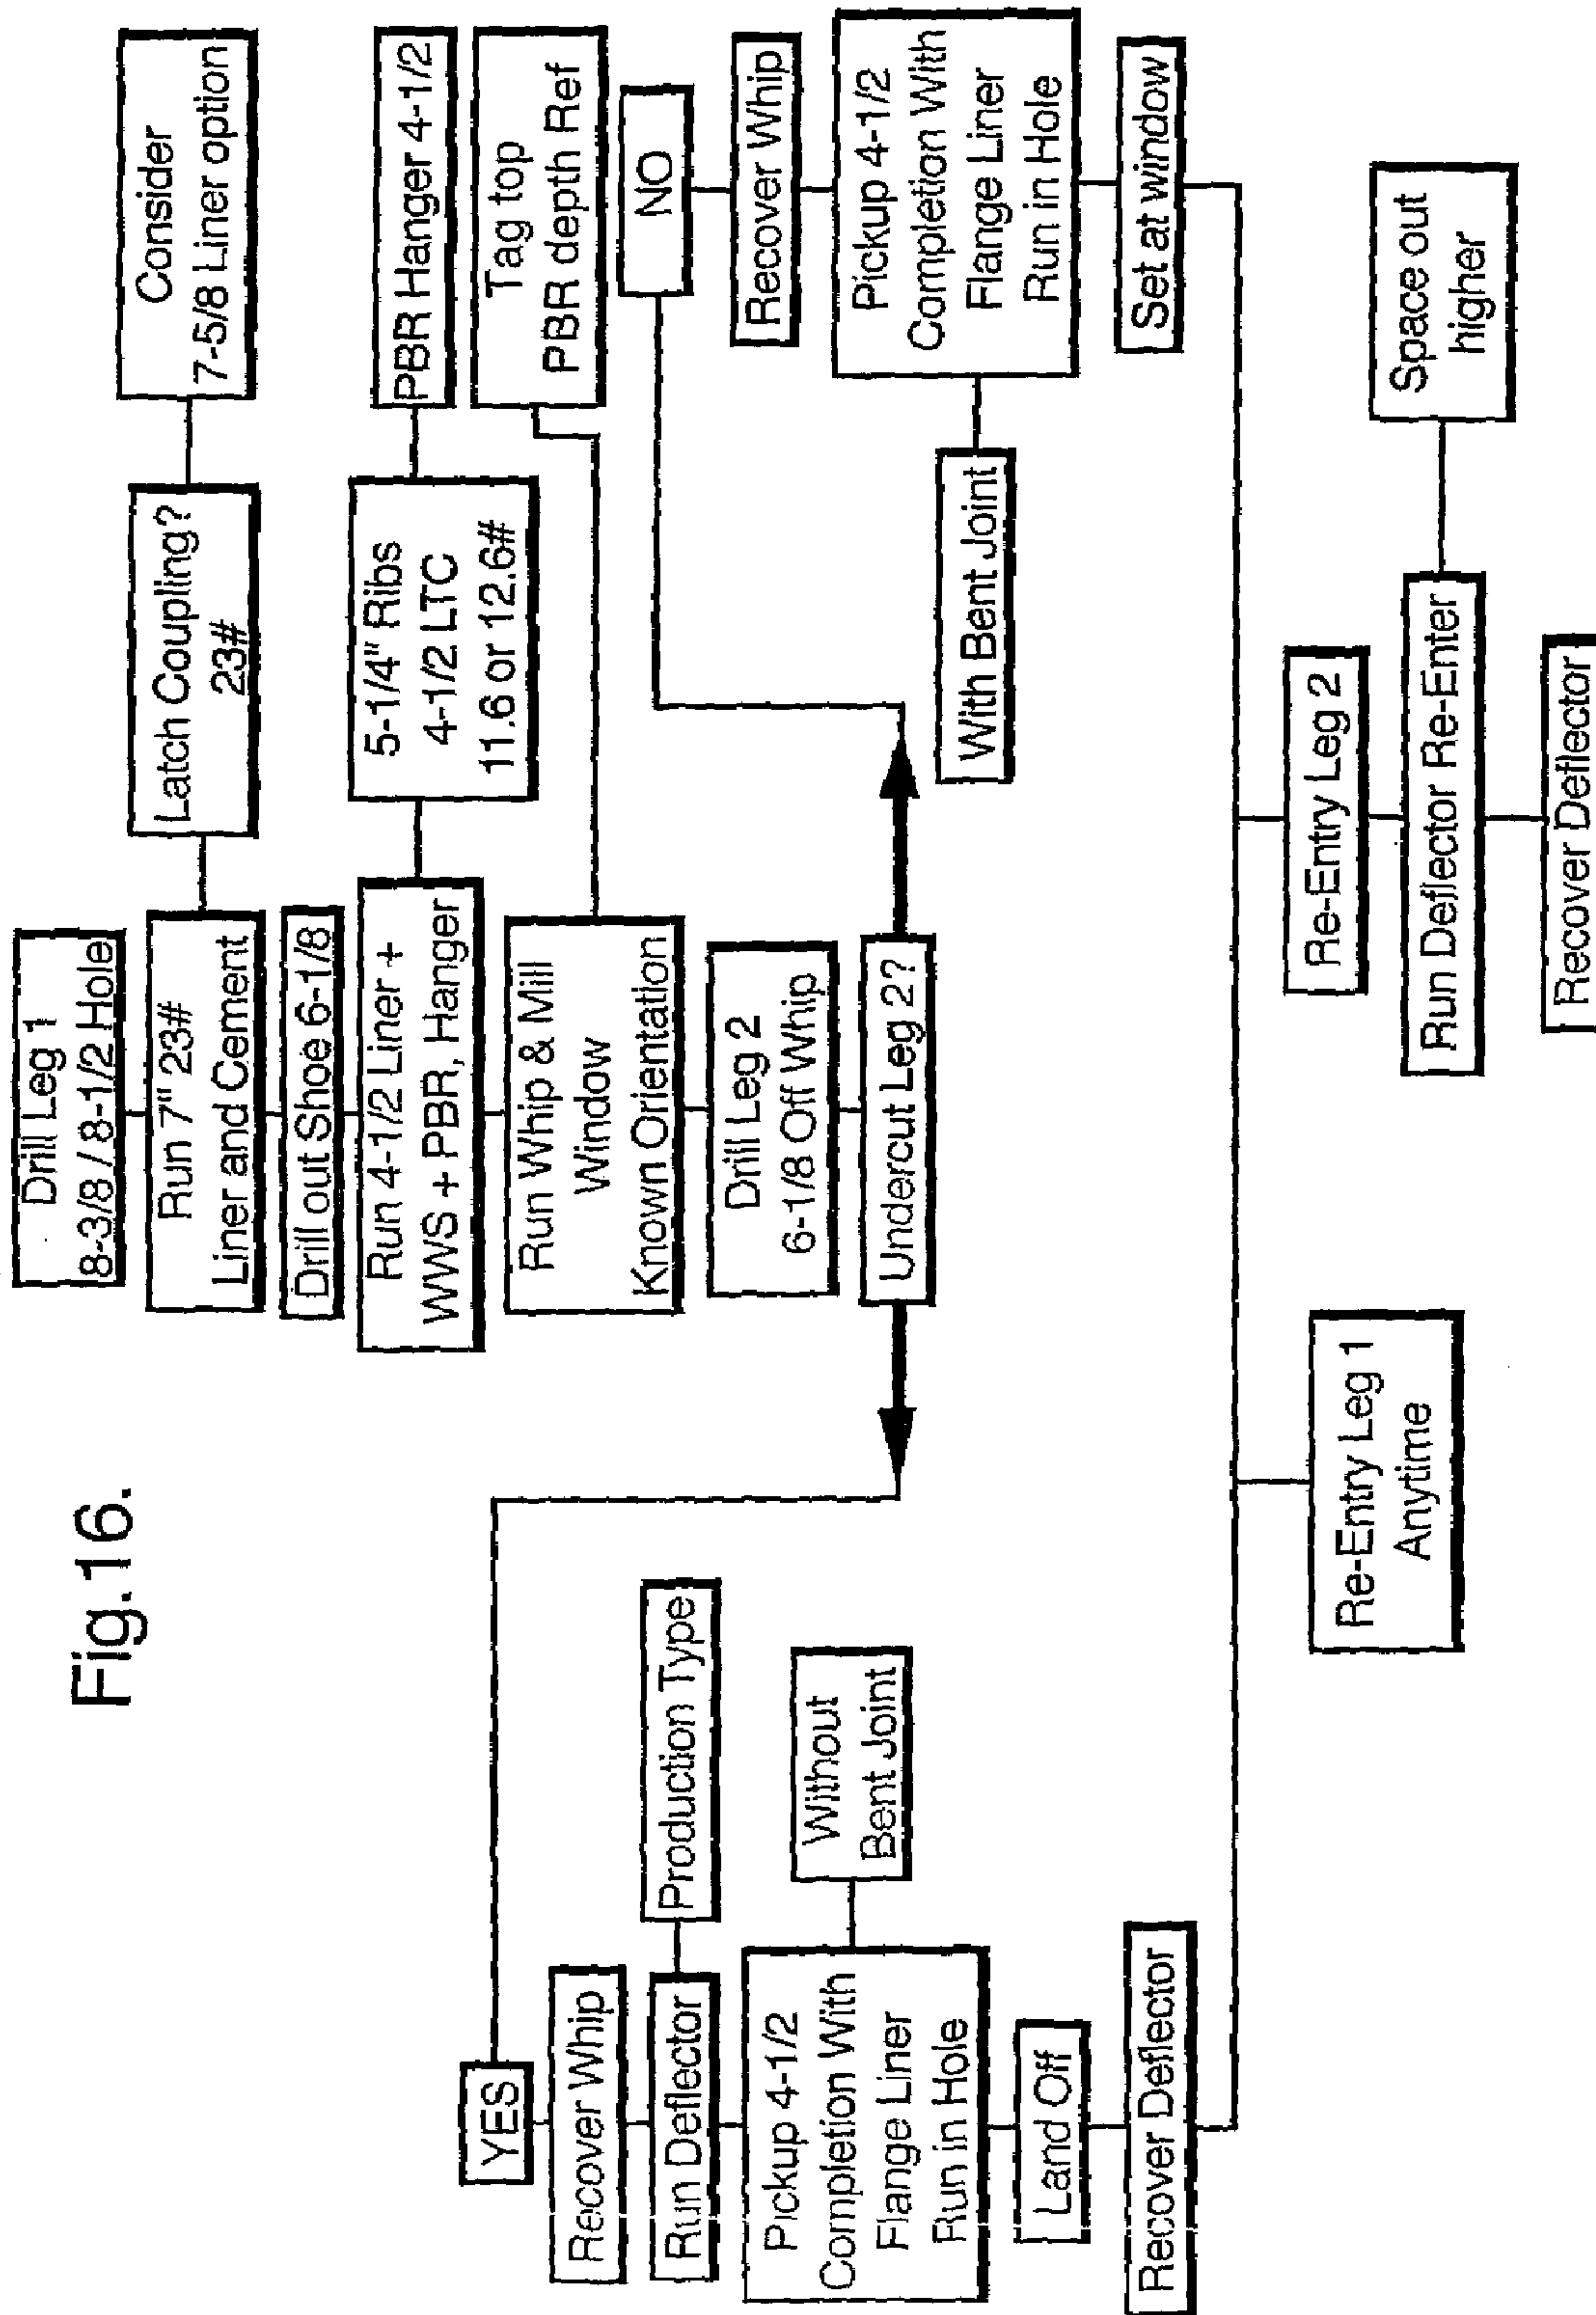 Fig.16.
Drill Leg 1
8-3/8 / 8-1/2 Hole
Run 7" 23#
Liner and Cement
Latch Coupling?
23#
Consider
7-5/8 Liner option
Drill out Shoe 6-1/8
Run 4-1/2 Liner +
WWS + PBR, Hanger
5-1/4" Ribs
4-1/2 LTC
11.6 or 12.6#
PBR Hanger 4-1/2
Run Whip & Mill
Window
Known Orientation
Tag top
PBR depth Ref
Drill Leg 2
6-1/8 Off Whip
Undercut Leg 2?
YES
Recover Whip
Run Deflector
Production Type
Pickup 4-1/2
Completion With
Flange Liner
Run in Hole
Without
Bent Joint
Land Off
Recover Deflector
NO
Recover Whip
Pickup 4-1/2
Completion With
Flange Liner
Run in Hole
With Bent Joint
Set at window
Re-Entry Leg 1
Anytime
Re-Entry Leg 2
Run Deflector Re-Enter
Space out
higher
Recover Deflector